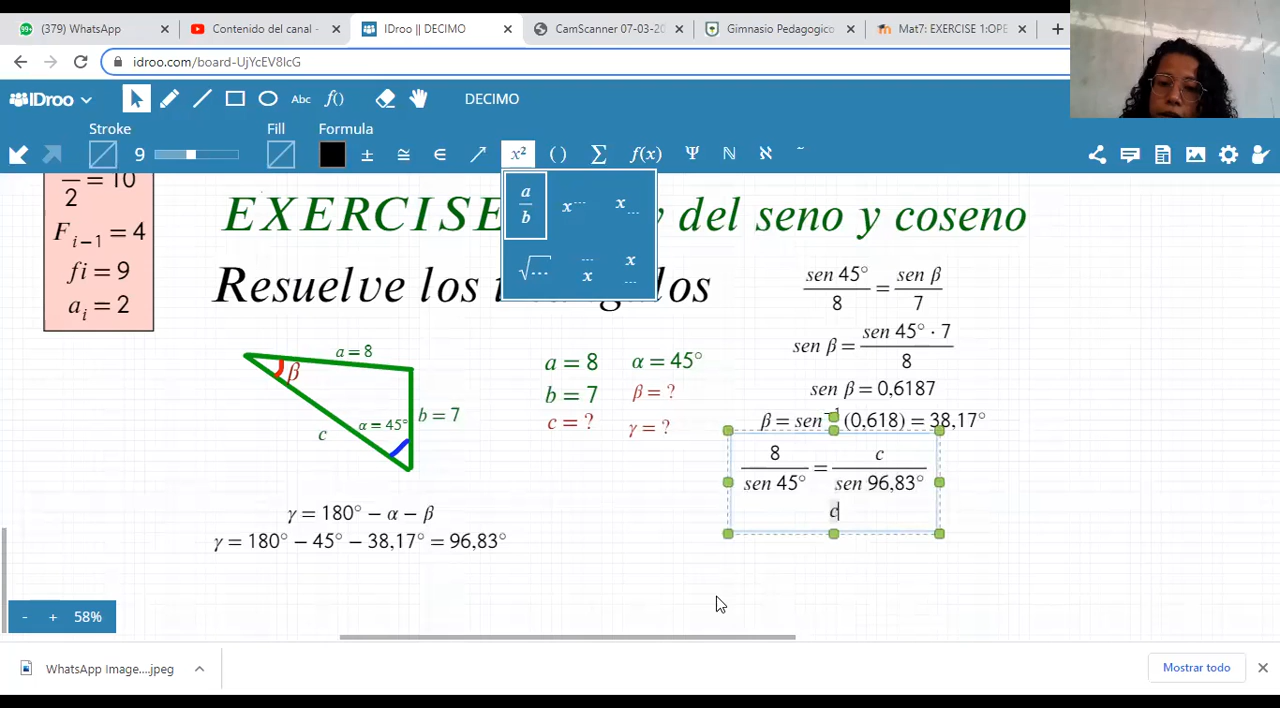 (379) WhatsApp
Contenido del canal -
IDroo || DECIMO
CamScanner 07-03-20
Gimnasio Pedagogico
Mat7: EXERCISE 1:OPE
idroo.com/board-UjYcEV8lcG
IDroo
Abc
f()
DECIMO
Stroke
Fill
Formula
9
± ≅ ∈ x² () ∑ f(x) Ψ ℕ ℵ
a/b x^... x_...
√... ...x x...
/2 = 10
F_{i-1} = 4
fi = 9
a_i = 2
EXERCISE y del seno y coseno
Resuelve los t g los
a = 8
β
b = 7
α = 45°
c
a = 8 α = 45°
b = 7 β = ?
c = ? γ = ?
γ = 180° − α − β
γ = 180° − 45° − 38,17° = 96,83°
sen 45°/8 = sen β/7
sen β = sen 45° · 7/8
sen β = 0,6187
β = sen⁻¹ (0,618) = 38,17°
8/sen 45° = c/sen 96,83°
c
- + 58%
WhatsApp Image....jpeg
Mostrar todo